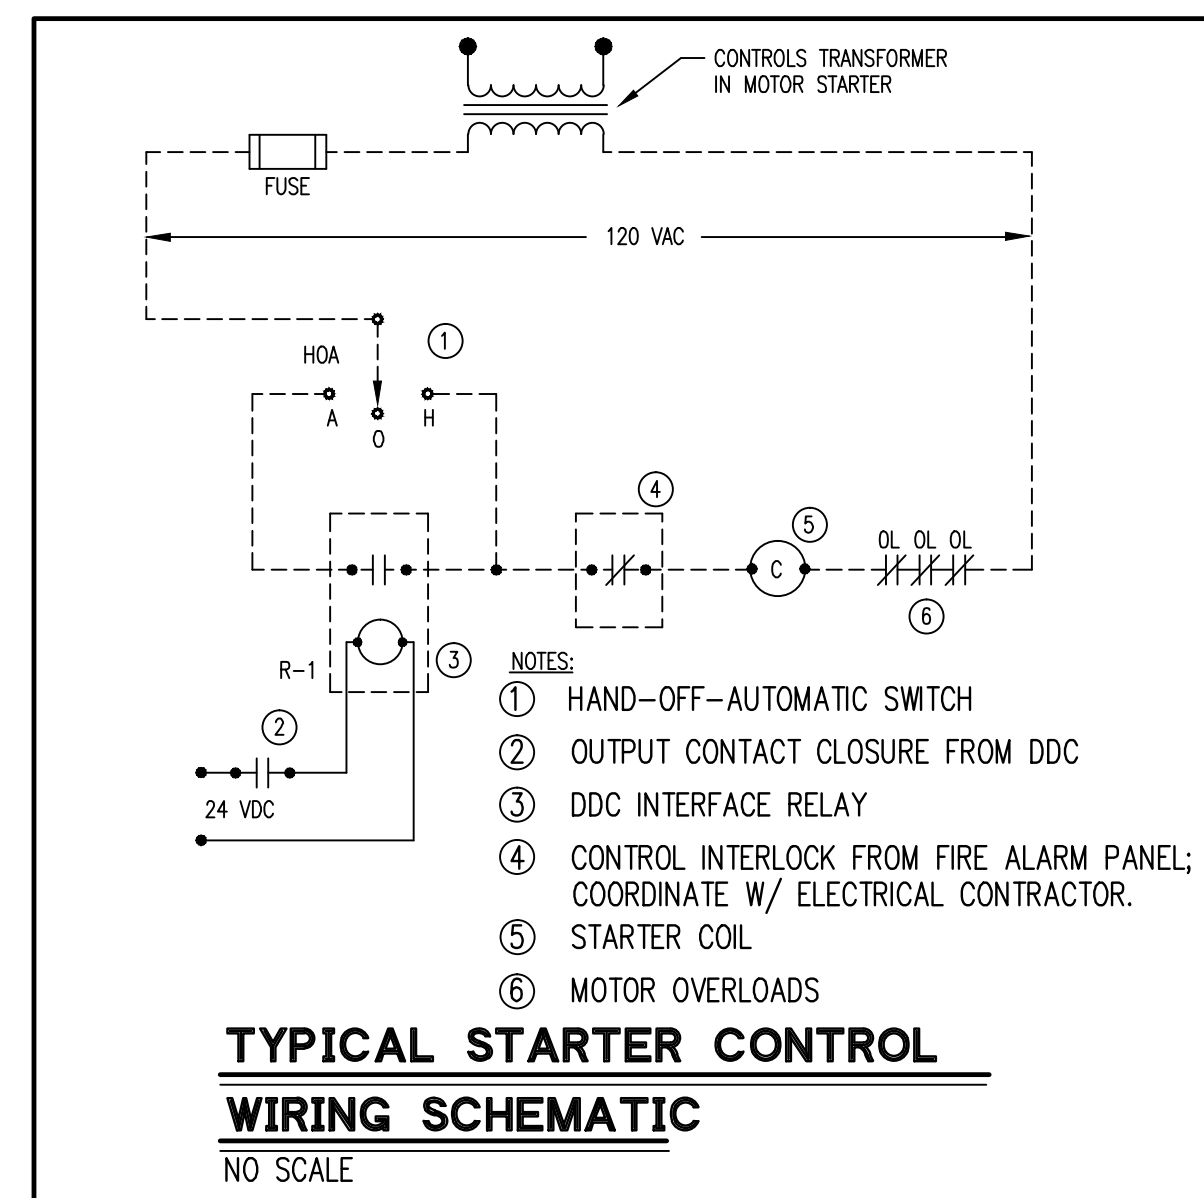 CONTROLS TRANSFORMER
IN MOTOR STARTER
FUSE
120 VAC
HOA
1
A
O
H
4
5
C
OL OL OL
6
R-1
3
2
24 VDC
NOTES:
1 HAND-OFF-AUTOMATIC SWITCH
2 OUTPUT CONTACT CLOSURE FROM DDC
3 DDC INTERFACE RELAY
4 CONTROL INTERLOCK FROM FIRE ALARM PANEL;
COORDINATE W/ ELECTRICAL CONTRACTOR.
5 STARTER COIL
6 MOTOR OVERLOADS
TYPICAL STARTER CONTROL
WIRING SCHEMATIC
NO SCALE